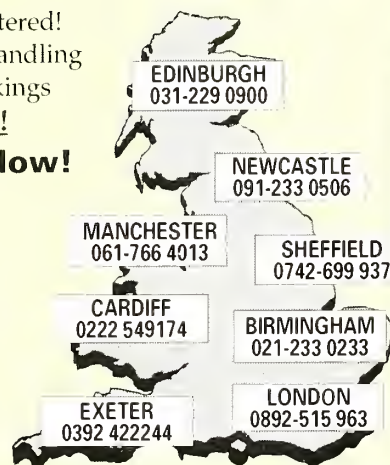 tered!
andling
kings
!
low!
EDINBURGH
031-229 0900
NEWCASTLE
091-233 0506
MANCHESTER
061-766 4013
SHEFFIELD
0742-699 937
CARDIFF
0222 549174
BIRMINGHAM
021-233 0233
EXETER
0392 422244
LONDON
0892-515 963